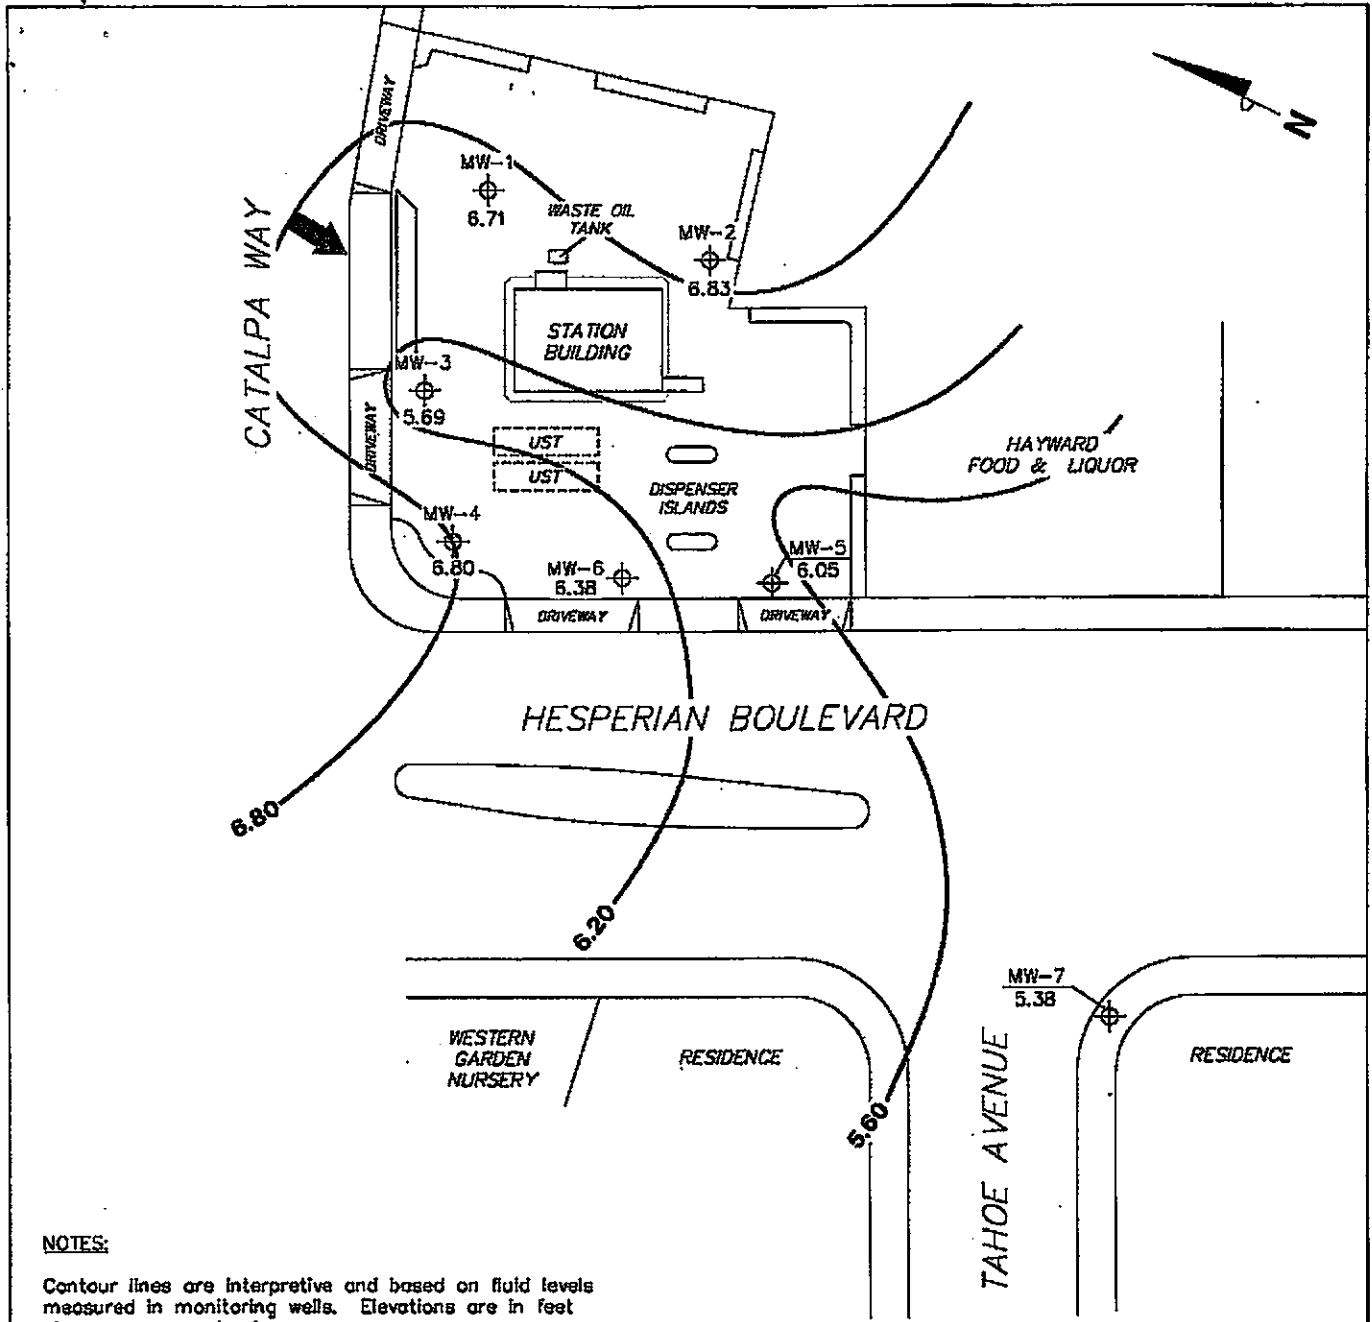 DRIVEWAY
N
MW-1
6.71
WASTE OIL
TANK
MW-2
6.83
CATALPA WAY
STATION
BUILDING
MW-3
5.69
DRIVEWAY
UST
UST
HAYWARD
FOOD & LIQUOR
DISPENSER
ISLANDS
MW-4
6.80
MW-6
6.38
MW-5
6.05
DRIVEWAY
DRIVEWAY
HESPERIAN BOULEVARD
6.80
6.20
MW-7
5.38
WESTERN
GARDEN
NURSERY
RESIDENCE
RESIDENCE
5.60
TAHOE AVENUE
NOTES:
Contour lines are interpretive and based on fluid levels
measured in monitoring wells. Elevations are in feet